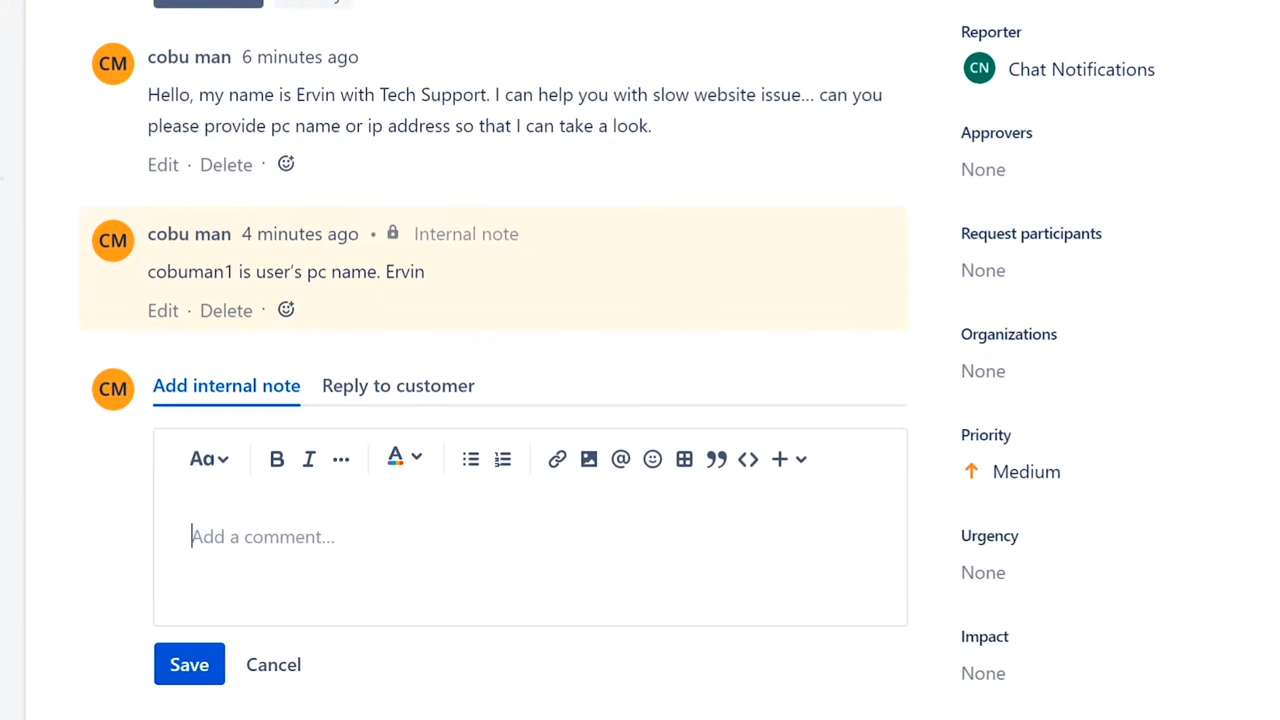 CM cobu man 6 minutes ago
Hello, my name is Ervin with Tech Support. I can help you with slow website issue... can you
please provide pc name or ip address so that I can take a look.
Edit · Delete ·
CM cobu man 4 minutes ago • Internal note
cobuman1 is user's pc name. Ervin
Edit · Delete ·
CM Add internal note Reply to customer
Aa B I ... A @ +
Add a comment...
Save Cancel
Reporter
CN Chat Notifications
Approvers
None
Request participants
None
Organizations
None
Priority
Medium
Urgency
None
Impact
None